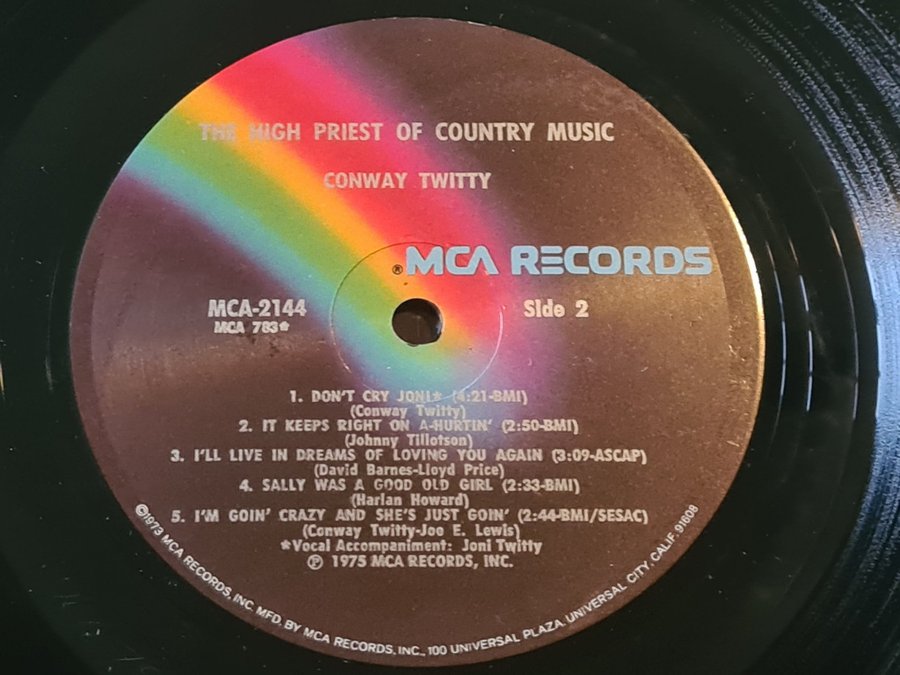 THE HIGH PRIEST OF COUNTRY MUSIC
CONWAY TWITTY
®MCA RECORDS
MCA-2144
MCA 783*
Side 2
1. DON'T CRY JONI* (4:21-BMI)
(Conway Twitty)
2. IT KEEPS RIGHT ON A-HURTIN' (2:50-BMI)
(Johnny Tillotson)
3. I'LL LIVE IN DREAMS OF LOVING YOU AGAIN (3:09-ASCAP)
(David Barnes-Lloyd Price)
4. SALLY WAS A GOOD OLD GIRL (2:33-BMI)
(Harlan Howard)
5. I'M GOIN' CRAZY AND SHE'S JUST GOIN' (2:44-BMI/SESAC)
(Conway Twitty-Joe E. Lewis)
*Vocal Accompaniment: Joni Twitty
℗ 1975 MCA RECORDS, INC.
©1973 MCA RECORDS, INC. MFD. BY MCA RECORDS, INC., 100 UNIVERSAL PLAZA, UNIVERSAL CITY, CALIF. 91608